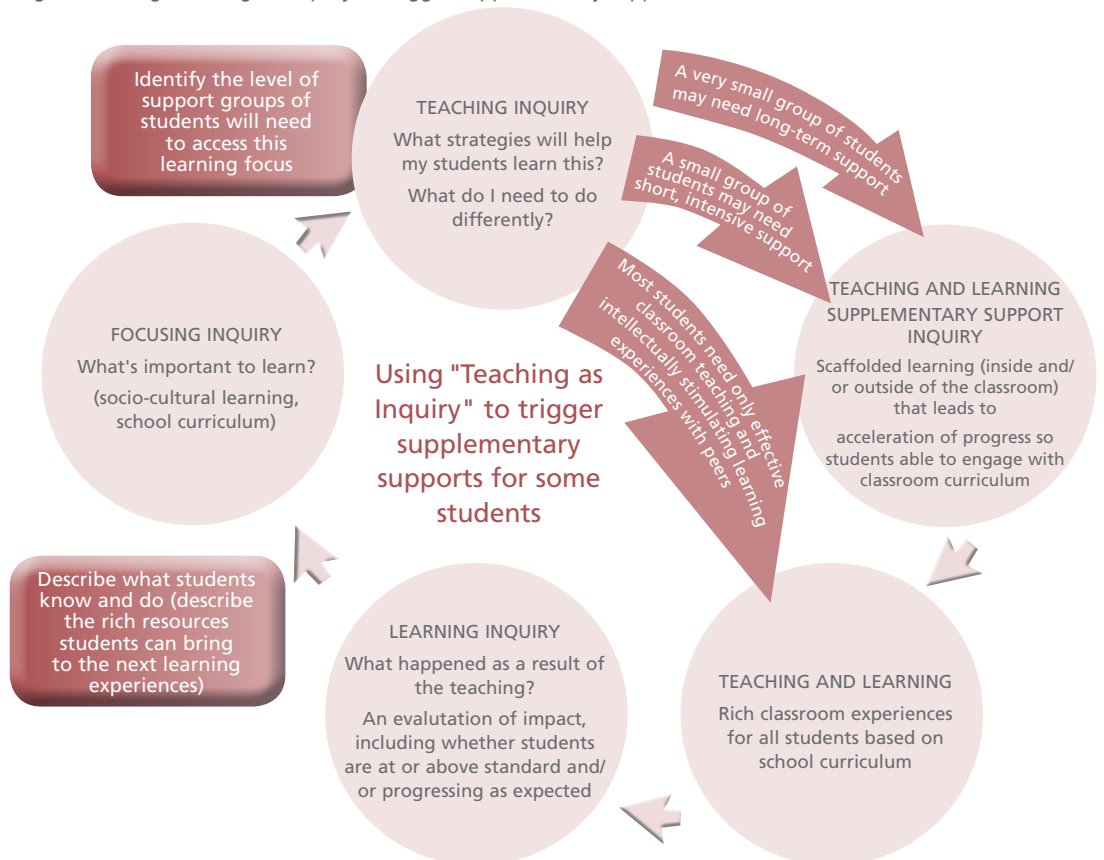 Identify the level of
support groups of
students will need
to access this
learning focus
TEACHING INQUIRY
What strategies will help
my students learn this?
What do I need to do
differently?
A very small group of students
may need long-term support
A small group of
students may need
short, intensive support
Most students need only effective
classroom teaching and
intellectually stimulating learning
experiences with peers
TEACHING AND LEARNING
SUPPLEMENTARY SUPPORT
INQUIRY
Scaffolded learning (inside and/
or outside of the classroom)
that leads to
acceleration of progress so
students able to engage with
classroom curriculum
FOCUSING INQUIRY
What's important to learn?
(socio-cultural learning,
school curriculum)
Using "Teaching as
Inquiry" to trigger
supplementary
supports for some
students
Describe what students
know and do (describe
the rich resources
students can bring
to the next learning
experiences)
LEARNING INQUIRY
What happened as a result of
the teaching?
An evalutation of impact,
including whether students
are at or above standard and/
or progressing as expected
TEACHING AND LEARNING
Rich classroom experiences
for all students based on
school curriculum